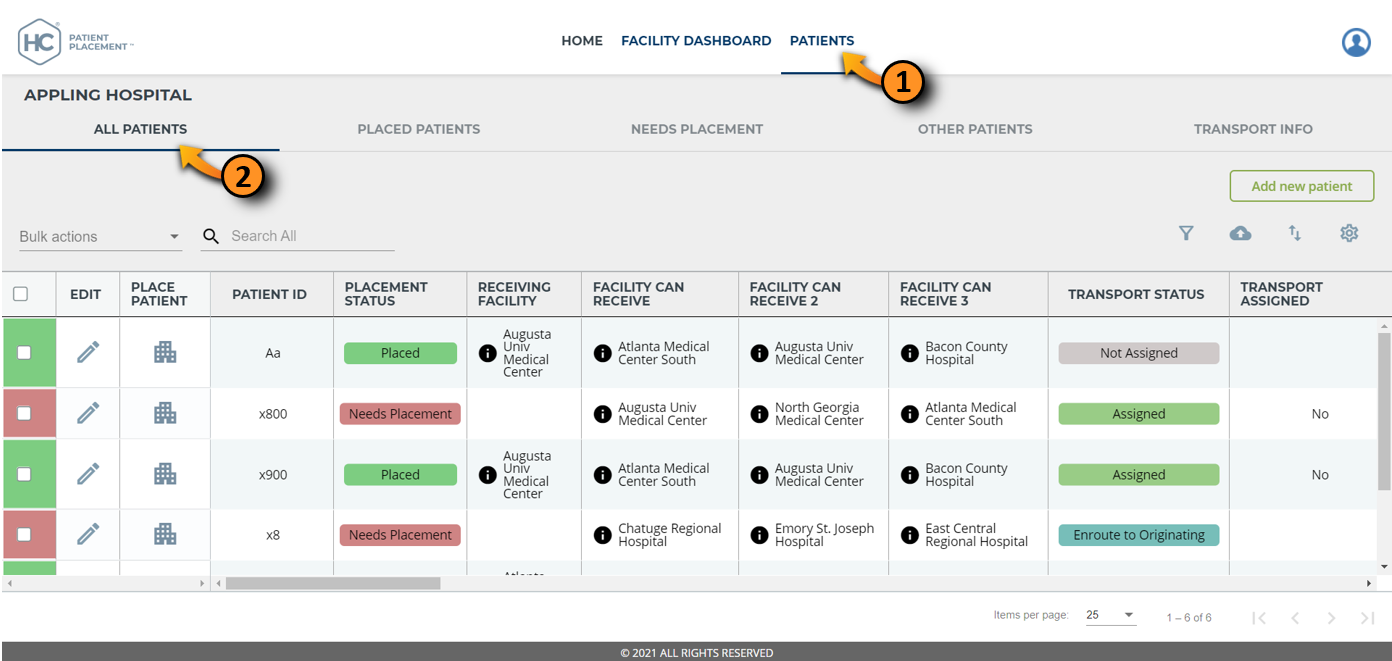 HC PATIENT PLACEMENT™
HOME FACILITY DASHBOARD PATIENTS
1
APPLING HOSPITAL
ALL PATIENTS PLACED PATIENTS NEEDS PLACEMENT OTHER PATIENTS TRANSPORT INFO
2
Add new patient
Bulk actions Search All
EDIT PLACE PATIENT PATIENT ID PLACEMENT STATUS RECEIVING FACILITY FACILITY CAN RECEIVE FACILITY CAN RECEIVE 2 FACILITY CAN RECEIVE 3 TRANSPORT STATUS TRANSPORT ASSIGNED
Aa Placed Augusta Univ Medical Center Atlanta Medical Center South Augusta Univ Medical Center Bacon County Hospital Not Assigned
x800 Needs Placement Augusta Univ Medical Center North Georgia Medical Center Atlanta Medical Center South Assigned No
x900 Placed Augusta Univ Medical Center Atlanta Medical Center South Augusta Univ Medical Center Bacon County Hospital Assigned No
x8 Needs Placement Chatuge Regional Hospital Emory St. Joseph Hospital East Central Regional Hospital Enroute to Originating
Items per page: 25 1 – 6 of 6
© 2021 ALL RIGHTS RESERVED